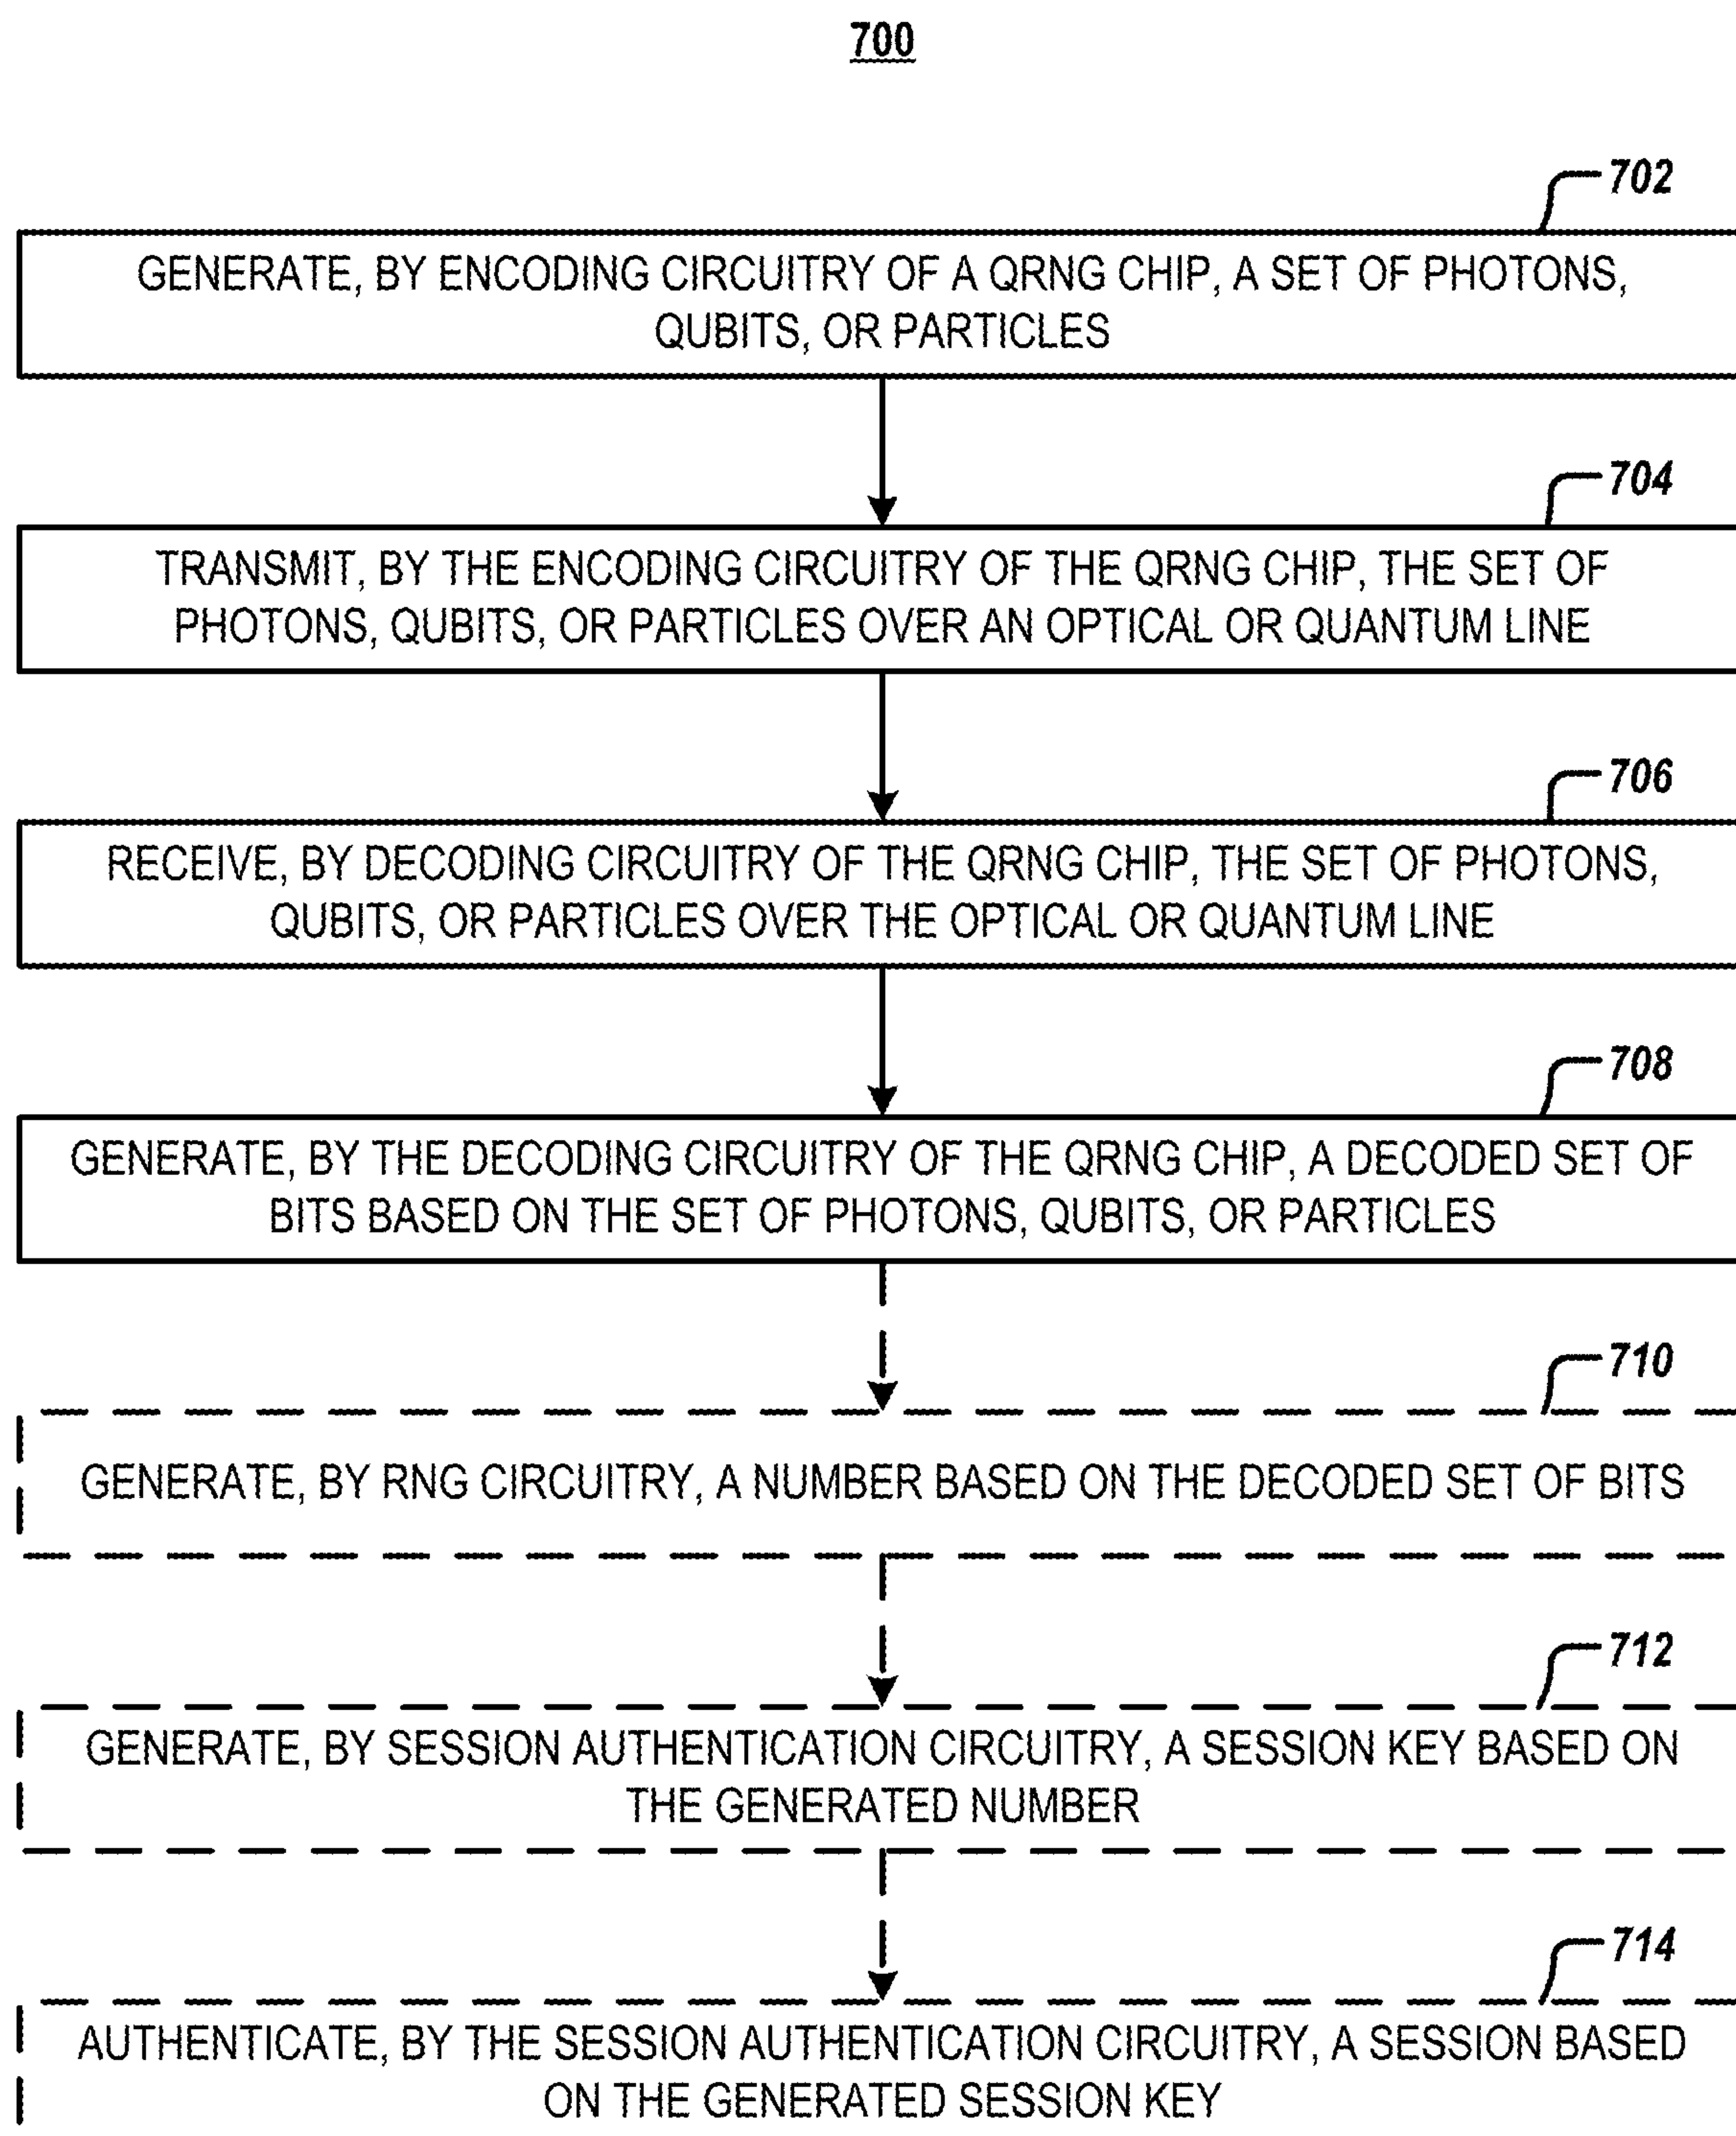 700
702
GENERATE, BY ENCODING CIRCUITRY OF A QRNG CHIP, A SET OF PHOTONS,
QUBITS, OR PARTICLES
704
TRANSMIT, BY THE ENCODING CIRCUITRY OF THE QRNG CHIP, THE SET OF
PHOTONS, QUBITS, OR PARTICLES OVER AN OPTICAL OR QUANTUM LINE
706
RECEIVE, BY DECODING CIRCUITRY OF THE QRNG CHIP, THE SET OF PHOTONS,
QUBITS, OR PARTICLES OVER THE OPTICAL OR QUANTUM LINE
708
GENERATE, BY THE DECODING CIRCUITRY OF THE QRNG CHIP, A DECODED SET OF
BITS BASED ON THE SET OF PHOTONS, QUBITS, OR PARTICLES
710
GENERATE, BY RNG CIRCUITRY, A NUMBER BASED ON THE DECODED SET OF BITS
712
GENERATE, BY SESSION AUTHENTICATION CIRCUITRY, A SESSION KEY BASED ON
THE GENERATED NUMBER
714
AUTHENTICATE, BY THE SESSION AUTHENTICATION CIRCUITRY, A SESSION BASED
ON THE GENERATED SESSION KEY